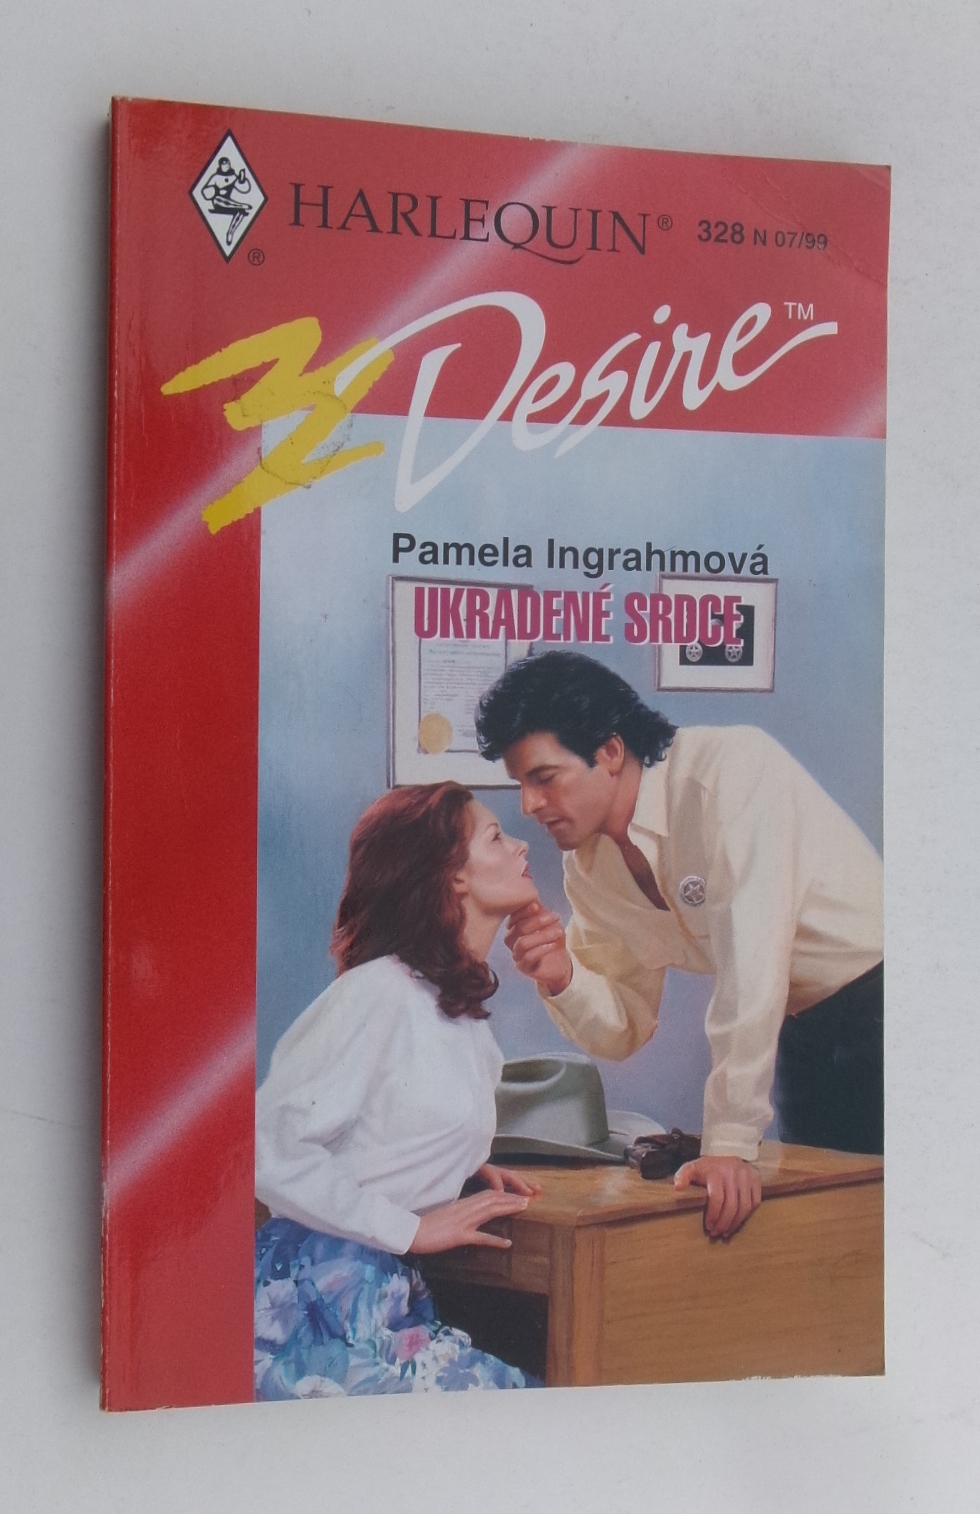 HARLEQUIN® 328 N 07/99
®
Desire™
Pamela Ingrahmová
UKRADENÉ SRDCE